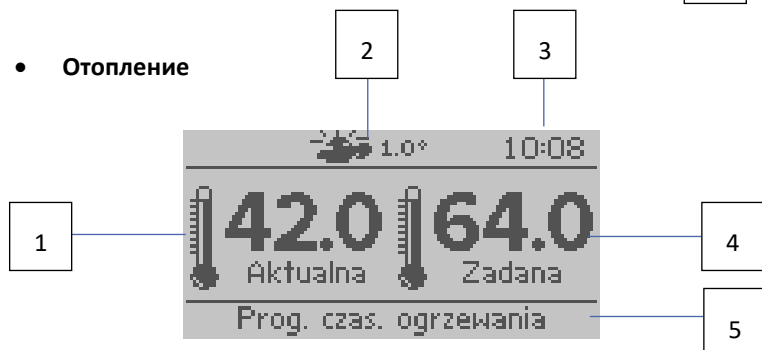 2
3
• Отопление
1.0°
10:08
1
42.0
64.0
4
Aktualna
Zadana
Prog. czas. ogrzewania
5